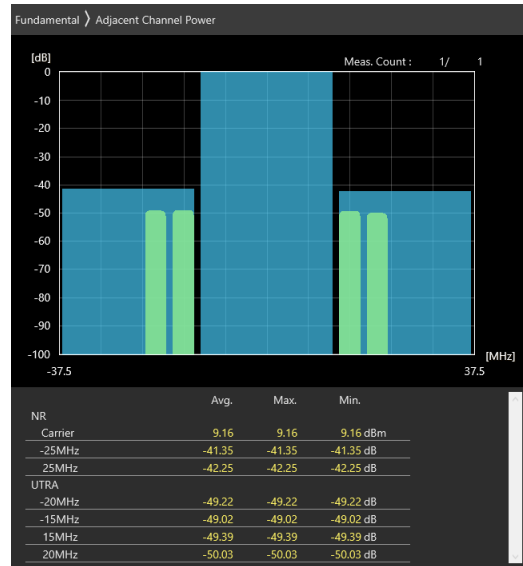 Fundamental 〉 Adjacent Channel Power
[dB]
Meas. Count : 1/ 1
0
-10
-20
-30
-40
-50
-60
-70
-80
-90
-100
[MHz]
-37.5 37.5
Avg. Max. Min.
NR
Carrier 9.16 9.16 9.16 dBm
-25MHz -41.35 -41.35 -41.35 dB
25MHz -42.25 -42.25 -42.25 dB
UTRA
-20MHz -49.22 -49.22 -49.22 dB
-15MHz -49.02 -49.02 -49.02 dB
15MHz -49.39 -49.39 -49.39 dB
20MHz -50.03 -50.03 -50.03 dB